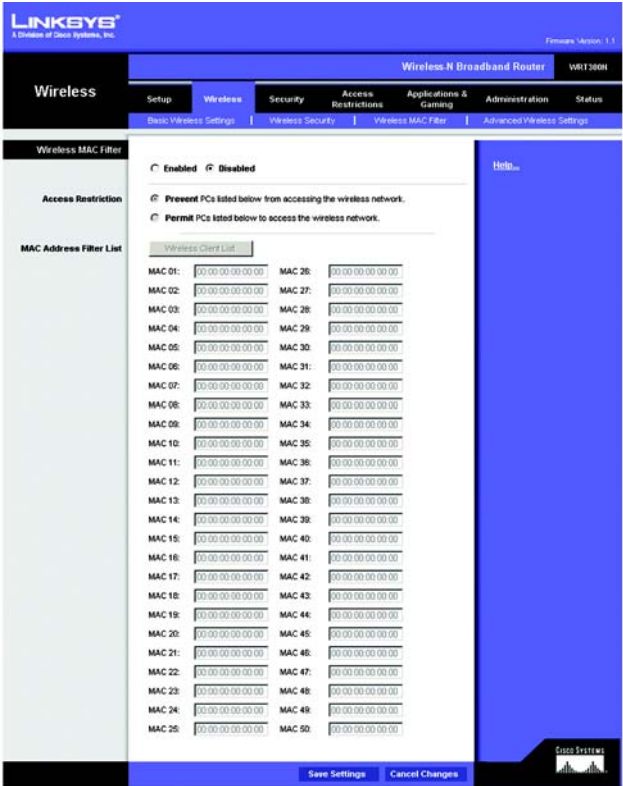 LINKSYS®
A Division of Cisco Systems, Inc.
Firmware Version: 1.1
Wireless-N Broadband Router WRT300N
Wireless
Setup Wireless Security Access Restrictions Applications & Gaming Administration Status
Basic Wireless Settings | Wireless Security | Wireless MAC Filter | Advanced Wireless Settings
Wireless MAC Filter
Enabled Disabled
Help...
Access Restriction
Prevent PCs listed below from accessing the wireless network.
Permit PCs listed below to access the wireless network.
MAC Address Filter List
Wireless Client List
MAC 01: 00:00:00:00:00:00 MAC 26: 00:00:00:00:00:00
MAC 02: 00:00:00:00:00:00 MAC 27: 00:00:00:00:00:00
MAC 03: 00:00:00:00:00:00 MAC 28: 00:00:00:00:00:00
MAC 04: 00:00:00:00:00:00 MAC 29: 00:00:00:00:00:00
MAC 05: 00:00:00:00:00:00 MAC 30: 00:00:00:00:00:00
MAC 06: 00:00:00:00:00:00 MAC 31: 00:00:00:00:00:00
MAC 07: 00:00:00:00:00:00 MAC 32: 00:00:00:00:00:00
MAC 08: 00:00:00:00:00:00 MAC 33: 00:00:00:00:00:00
MAC 09: 00:00:00:00:00:00 MAC 34: 00:00:00:00:00:00
MAC 10: 00:00:00:00:00:00 MAC 35: 00:00:00:00:00:00
MAC 11: 00:00:00:00:00:00 MAC 36: 00:00:00:00:00:00
MAC 12: 00:00:00:00:00:00 MAC 37: 00:00:00:00:00:00
MAC 13: 00:00:00:00:00:00 MAC 38: 00:00:00:00:00:00
MAC 14: 00:00:00:00:00:00 MAC 39: 00:00:00:00:00:00
MAC 15: 00:00:00:00:00:00 MAC 40: 00:00:00:00:00:00
MAC 16: 00:00:00:00:00:00 MAC 41: 00:00:00:00:00:00
MAC 17: 00:00:00:00:00:00 MAC 42: 00:00:00:00:00:00
MAC 18: 00:00:00:00:00:00 MAC 43: 00:00:00:00:00:00
MAC 19: 00:00:00:00:00:00 MAC 44: 00:00:00:00:00:00
MAC 20: 00:00:00:00:00:00 MAC 45: 00:00:00:00:00:00
MAC 21: 00:00:00:00:00:00 MAC 46: 00:00:00:00:00:00
MAC 22: 00:00:00:00:00:00 MAC 47: 00:00:00:00:00:00
MAC 23: 00:00:00:00:00:00 MAC 48: 00:00:00:00:00:00
MAC 24: 00:00:00:00:00:00 MAC 49: 00:00:00:00:00:00
MAC 25: 00:00:00:00:00:00 MAC 50: 00:00:00:00:00:00
Save Settings Cancel Changes
CISCO SYSTEMS